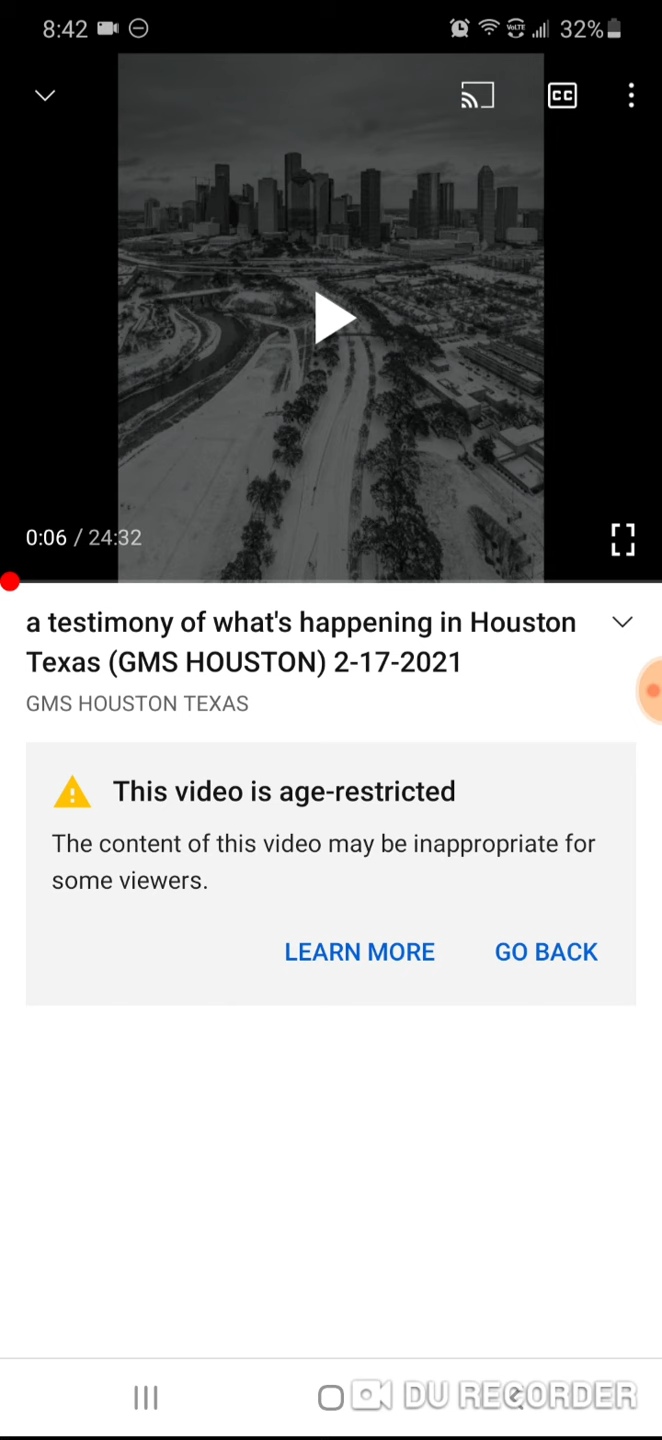 8:42
VoLTE
32%
CC
0:06 / 24:32
a testimony of what's happening in Houston
Texas (GMS HOUSTON) 2-17-2021
GMS HOUSTON TEXAS
This video is age-restricted
The content of this video may be inappropriate for
some viewers.
LEARN MORE GO BACK
DU RECORDER